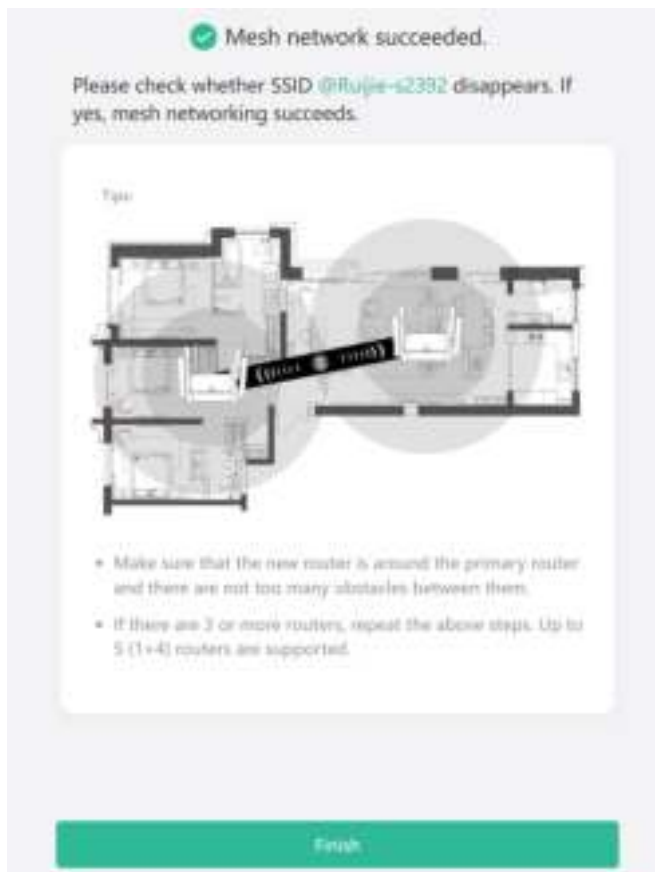 Mesh network succeeded.
Please check whether SSID @Ruijie-s2392 disappears. If
yes, mesh networking succeeds.
Tips:
Make sure that the new router is around the primary router
and there are not too many obstacles between them.
If there are 3 or more routers, repeat the above steps. Up to
5 (1+4) routers are supported.
Finish